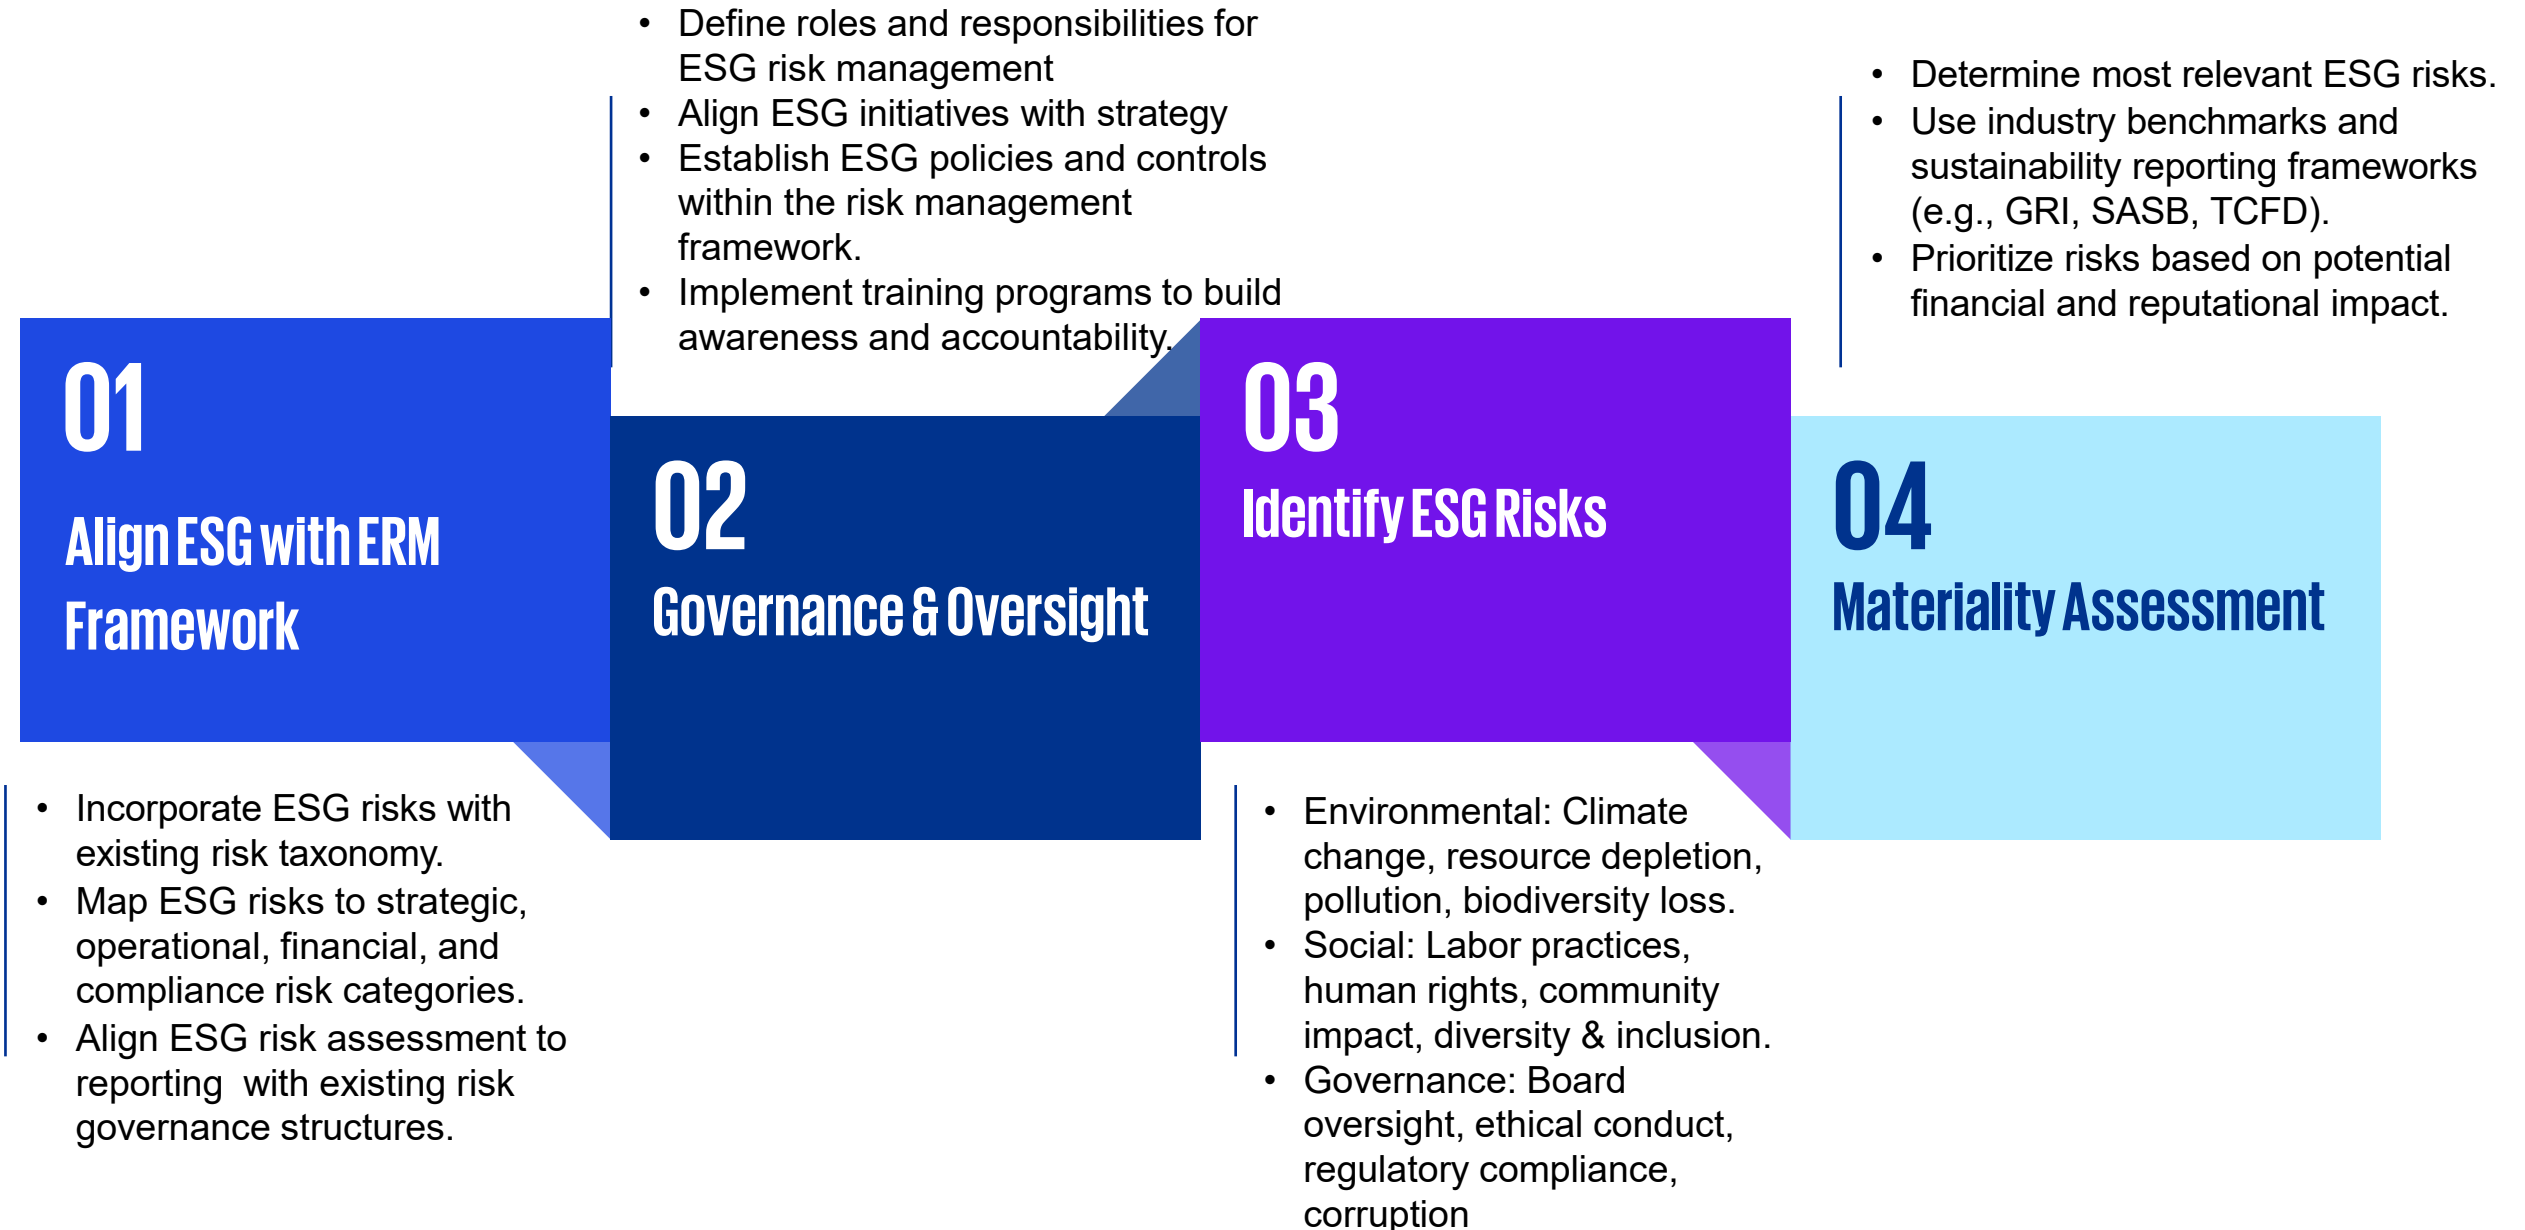 01
Align ESG with ERM
Framework
• Incorporate ESG risks with
existing risk taxonomy.
• Map ESG risks to strategic,
operational, financial, and
compliance risk categories.
• Align ESG risk assessment to
reporting  with existing risk
governance structures.
• Define roles and responsibilities for
ESG risk management
• Align ESG initiatives with strategy
• Establish ESG policies and controls
within the risk management
framework.
• Implement training programs to build
awareness and accountability.
02
Governance & Oversight
03
Identify ESG Risks
• Environmental: Climate
change, resource depletion,
pollution, biodiversity loss.
• Social: Labor practices,
human rights, community
impact, diversity & inclusion.
• Governance: Board
oversight, ethical conduct,
regulatory compliance,
corruption
• Determine most relevant ESG risks.
• Use industry benchmarks and
sustainability reporting frameworks
(e.g., GRI, SASB, TCFD).
• Prioritize risks based on potential
financial and reputational impact.
04
Materiality Assessment